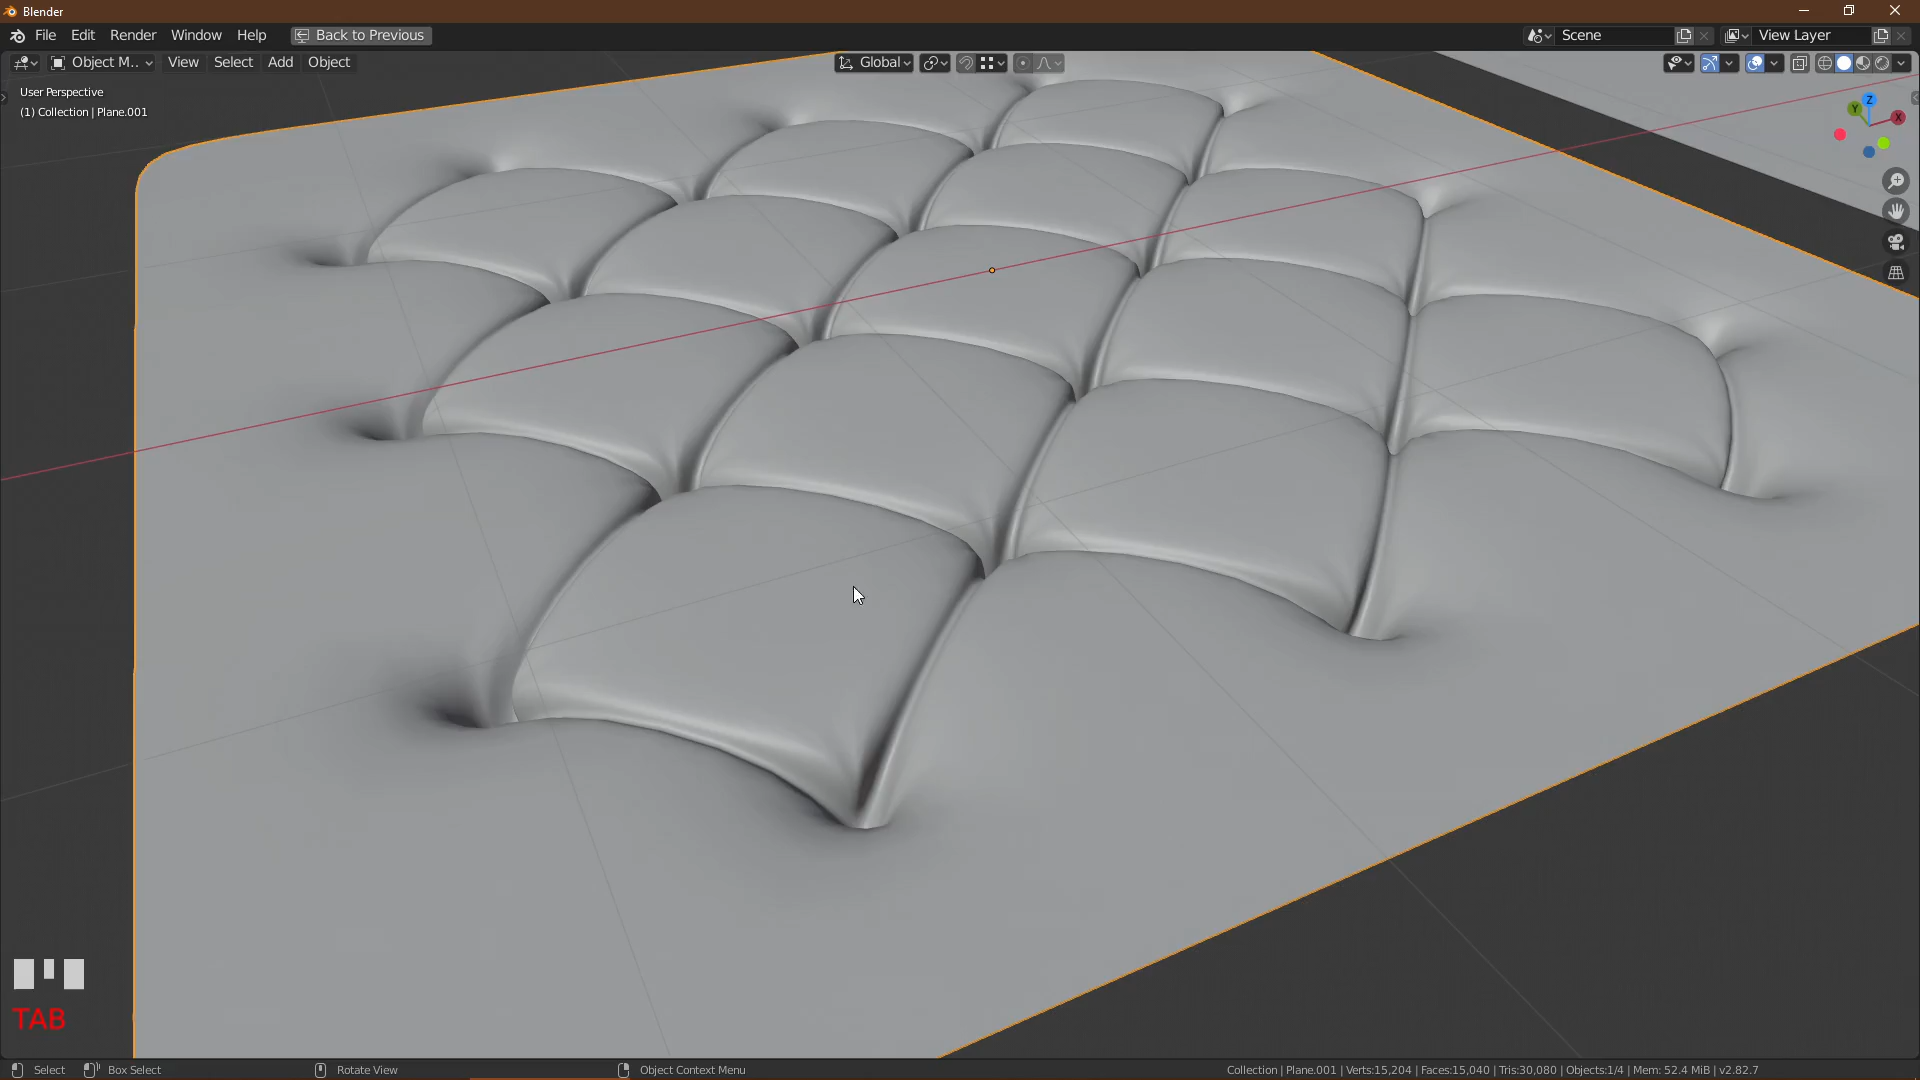 Blender
File Edit Render Window Help Back to Previous Scene View Layer
Object M.. View Select Add Object Global
User Perspective
(1) Collection | Plane.001
Z
Y X
TAB
Select Box Select Rotate View Object Context Menu Collection | Plane.001 | Verts:15,204 | Faces:15,040 | Tris:30,080 | Objects:1/4 | Mem: 52.4 MiB | v2.82.7